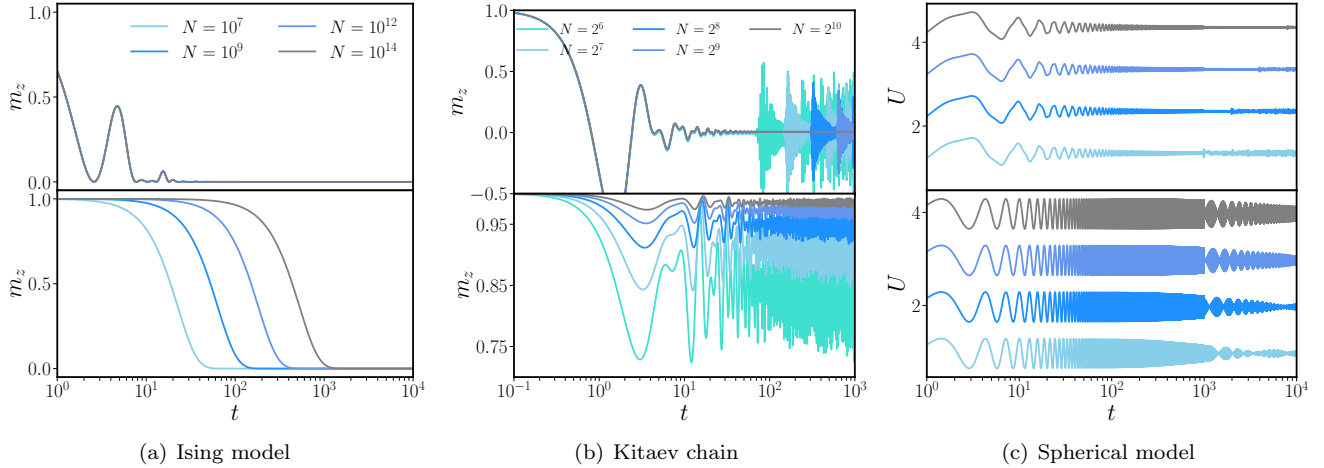 N = 10^7
N = 10^9
N = 10^12
N = 10^14
1.0
0.5
0.0
m_z
1.0
0.5
0.0
m_z
10^0 10^1 10^2 10^3 10^4
t
(a) Ising model
N = 2^6
N = 2^7
N = 2^8
N = 2^9
N = 2^10
1.0
0.5
0.0
−0.5
m_z
0.95
0.85
0.75
m_z
10^−1 10^0 10^1 10^2 10^3
t
(b) Kitaev chain
4
2
U
4
2
U
10^0 10^1 10^2 10^3 10^4
t
(c) Spherical model